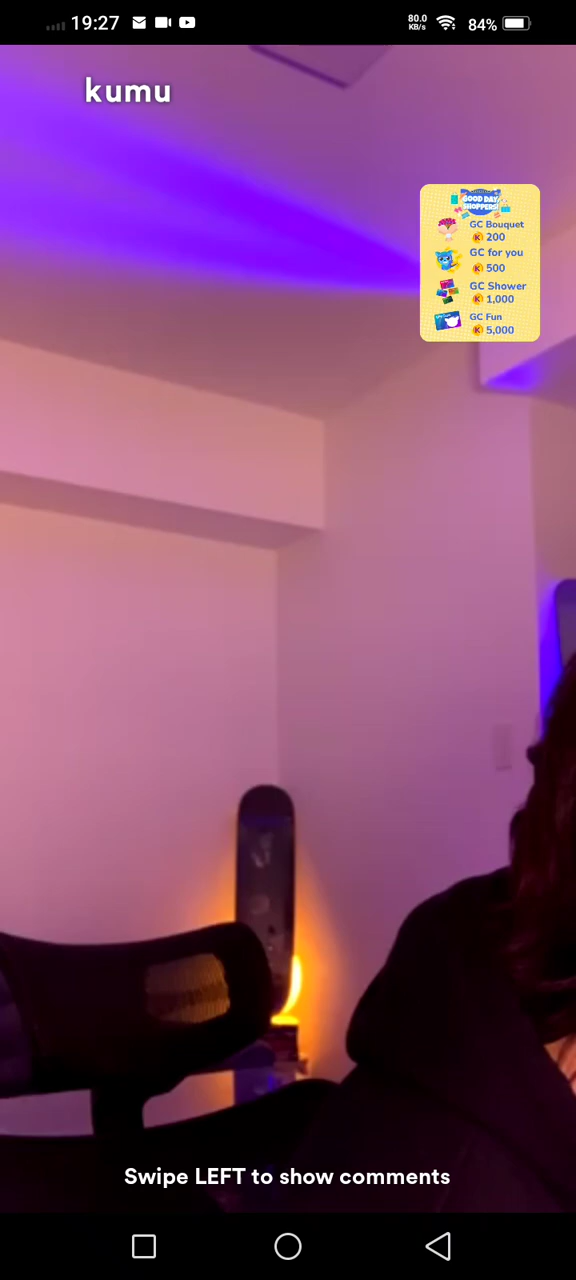 19:27
80.0
KB/s
84%
kumu
GOOD DAY
SHOPPERS!
GC Bouquet
K 200
GC for you
K 500
GC Shower
K 1,000
GC Fun
K 5,000
Swipe LEFT to show comments